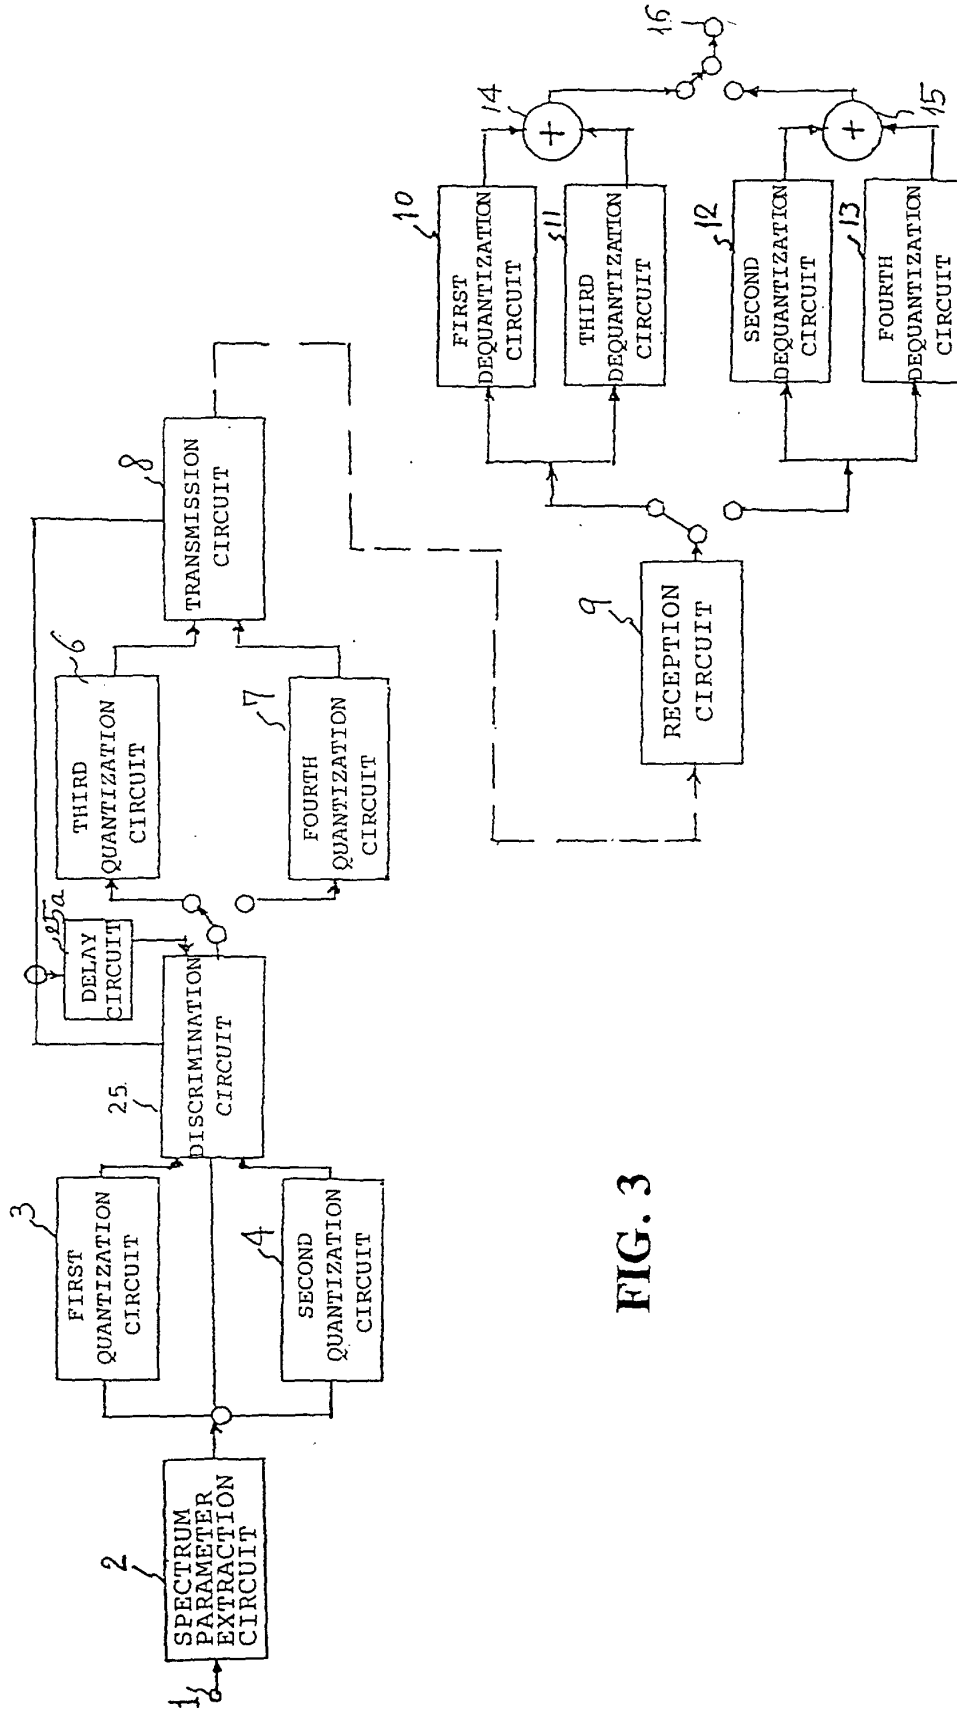 1
2
SPECTRUM
PARAMETER
EXTRACTION
CIRCUIT
3
FIRST
QUANTIZATION
CIRCUIT
4
SECOND
QUANTIZATION
CIRCUIT
25
DISCRIMINATION
CIRCUIT
25a
DELAY
CIRCUIT
6
THIRD
QUANTIZATION
CIRCUIT
7
FOURTH
QUANTIZATION
CIRCUIT
8
TRANSMISSION
CIRCUIT
9
RECEPTION
CIRCUIT
10
FIRST
DEQUANTIZATION
CIRCUIT
11
THIRD
DEQUANTIZATION
CIRCUIT
12
SECOND
DEQUANTIZATION
CIRCUIT
13
FOURTH
DEQUANTIZATION
CIRCUIT
14
+
15
+
16
FIG. 3